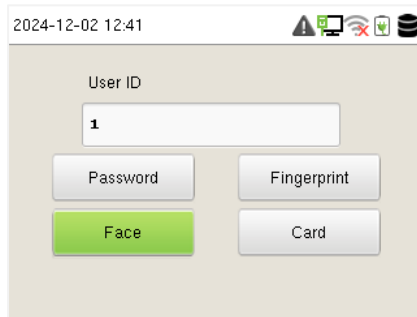 2024-12-02 12:41
User ID
1
Password Fingerprint
Face Card